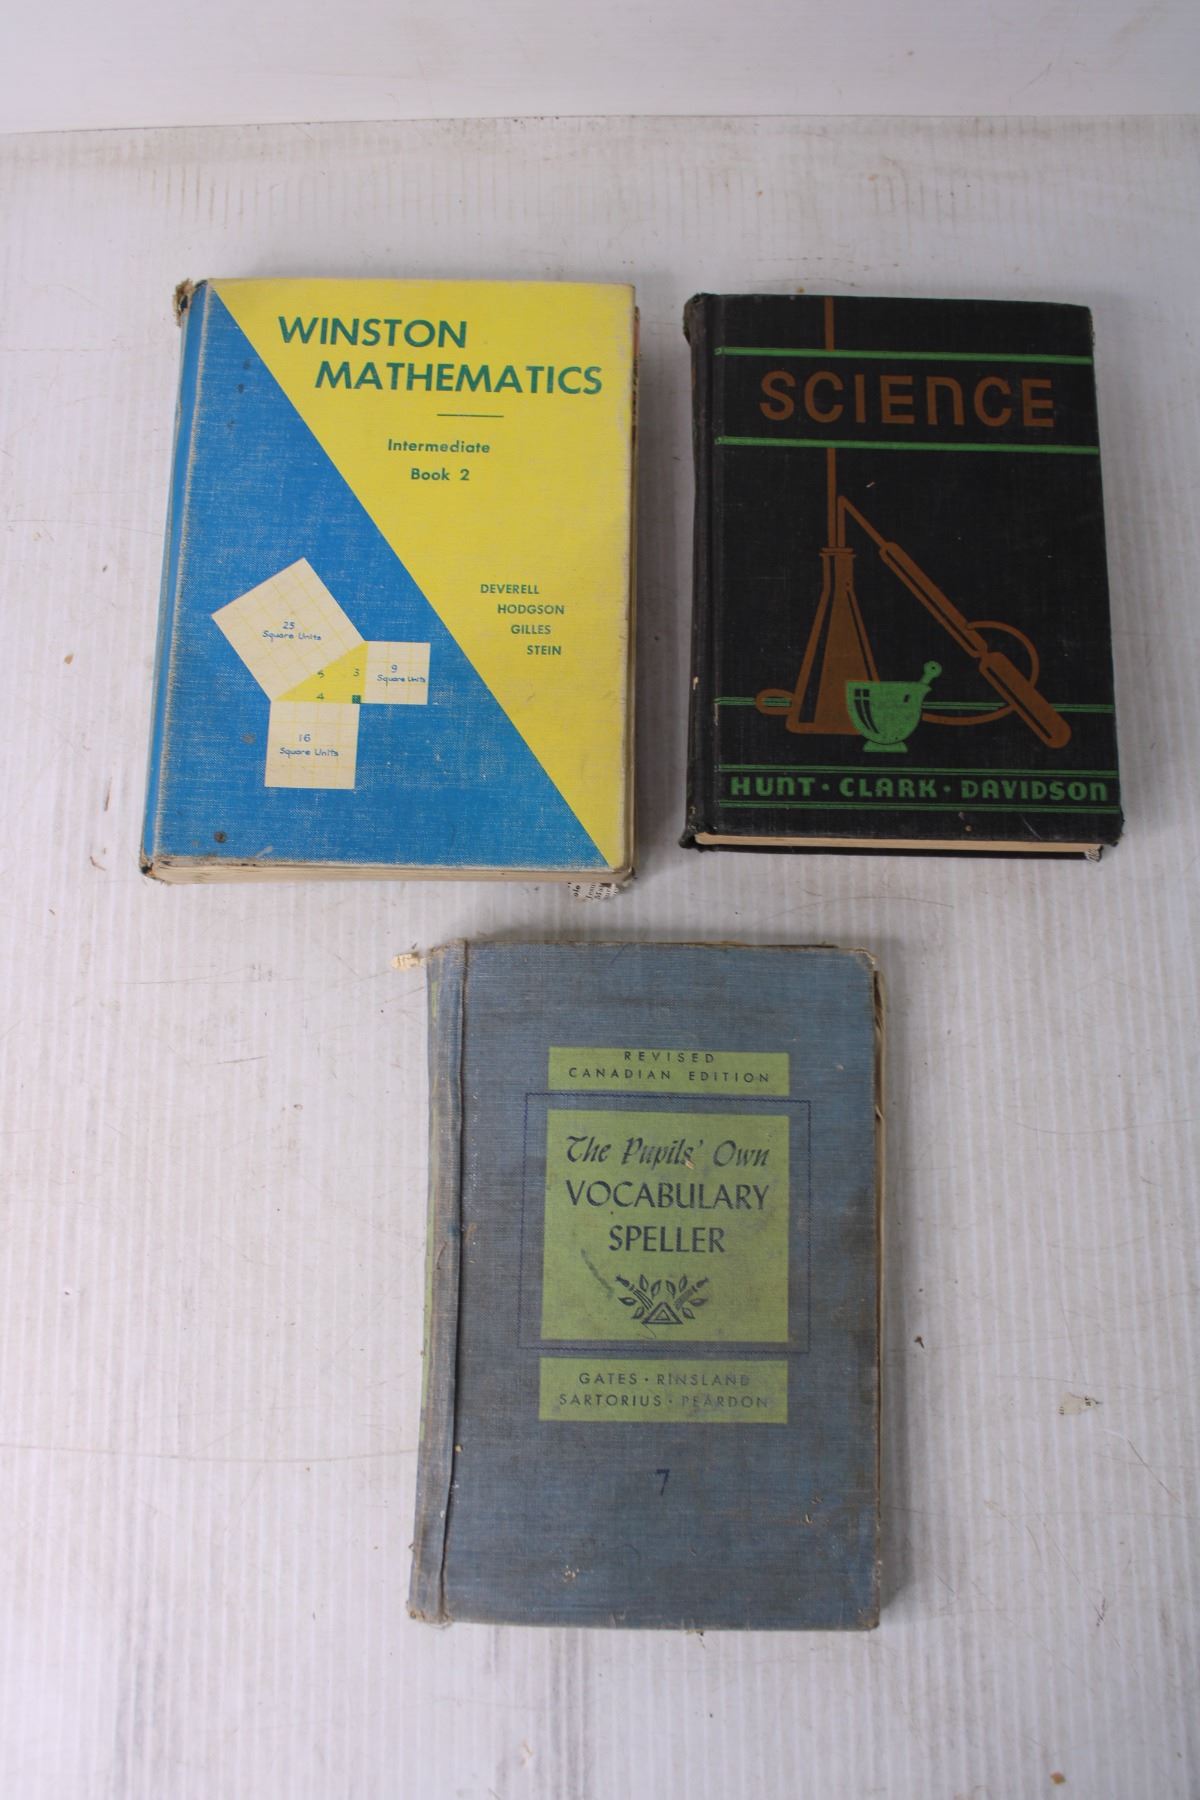 WINSTON
MATHEMATICS
Intermediate
Book 2
DEVERELL
HODGSON
GILLES
STEIN
25
Square Units
5 3
4
9
Square Units
16
Square Units
SCIENCE
HUNT · CLARK · DAVIDSON
REVISED
CANADIAN EDITION
The Pupils' Own
VOCABULARY
SPELLER
GATES · RINSLAND
SARTORIUS · PEARDON
7